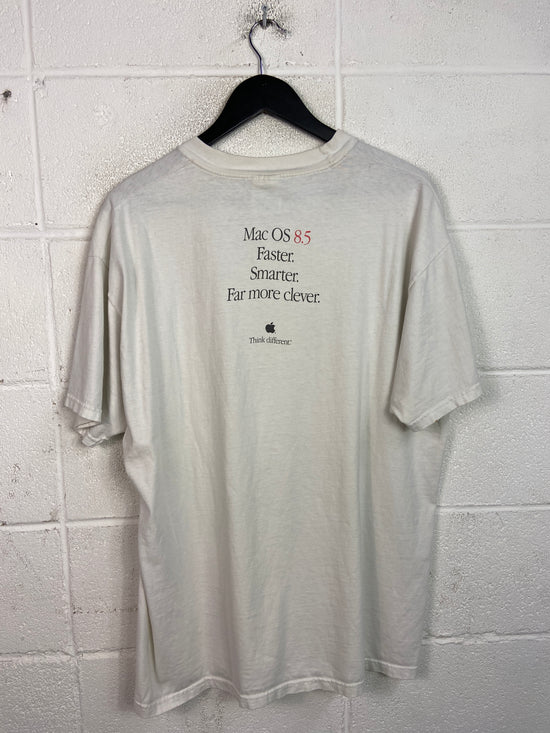 Mac OS 8.5
Faster.
Smarter.
Far more clever.
Think different.